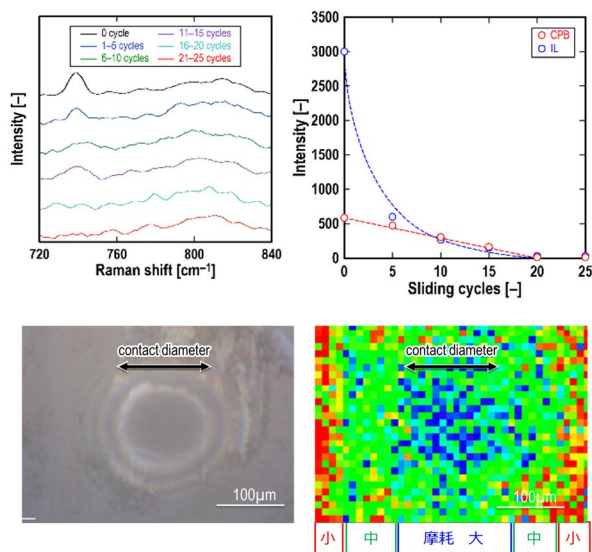 0 cycle
1–5 cycles
6–10 cycles
11–15 cycles
16–20 cycles
21–25 cycles
Intensity [–]
720
760
800
840
Raman shift [cm⁻¹]
CPB
IL
Intensity [–]
3500
3000
2500
2000
1500
1000
500
0
0
5
10
15
20
25
Sliding cycles [–]
contact diameter
100μm
contact diameter
100μm
小
中
摩耗 大
中
小